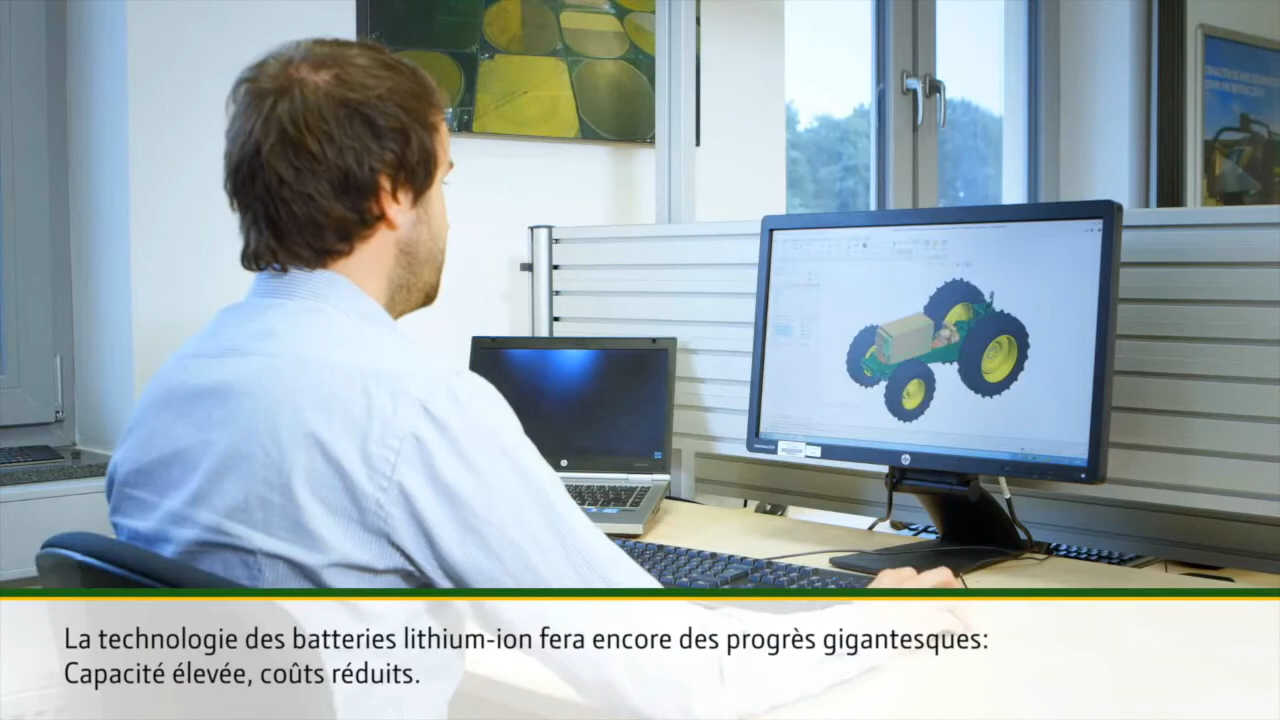 La technologie des batteries lithium-ion fera encore des progrès gigantesques:
Capacité élevée, coûts réduits.